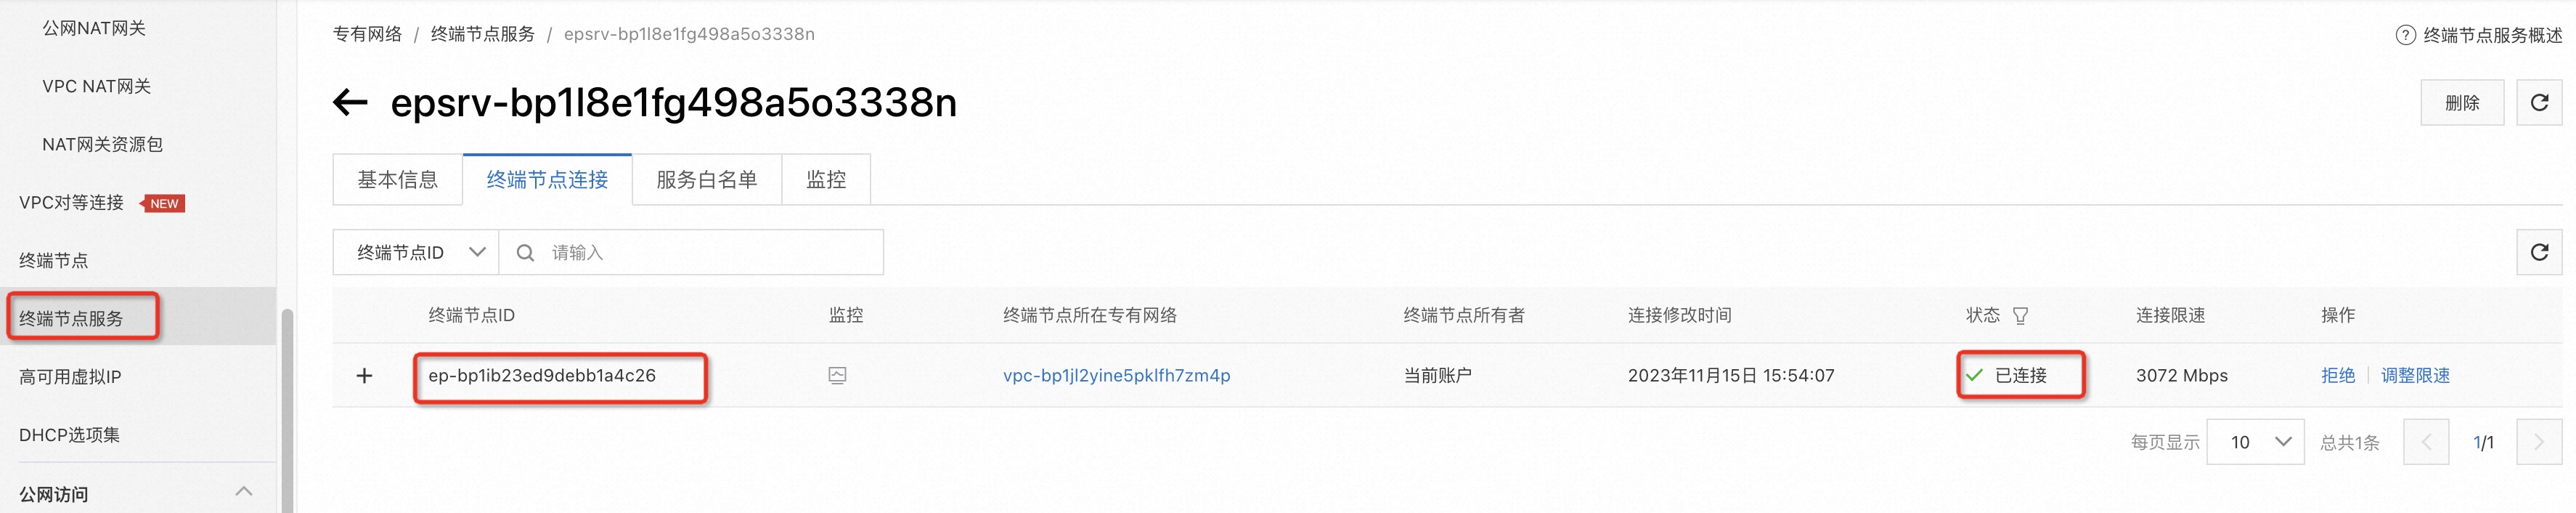 公网NAT网关
VPC NAT网关
NAT网关资源包
VPC对等连接 NEW
终端节点
终端节点服务
高可用虚拟IP
DHCP选项集
公网访问
专有网络 / 终端节点服务 / epsrv-bp1l8e1fg498a5o3338n
终端节点服务概述
epsrv-bp1l8e1fg498a5o3338n
删除
基本信息 终端节点连接 服务白名单 监控
终端节点ID 请输入
终端节点ID 监控 终端节点所在专有网络 终端节点所有者 连接修改时间 状态 连接限速 操作
ep-bp1ib23ed9debb1a4c26 vpc-bp1jl2yine5pklfh7zm4p 当前账户 2023年11月15日 15:54:07 已连接 3072 Mbps 拒绝 调整限速
每页显示 10 总共1条 1/1